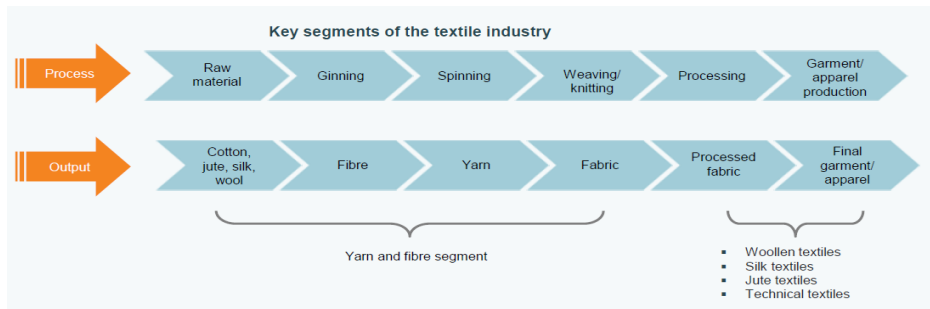 Key segments of the textile industry
Process
Raw
material
Ginning
Spinning
Weaving/
knitting
Processing
Garment/
apparel
production
Output
Cotton,
jute, silk,
wool
Fibre
Yarn
Fabric
Processed
fabric
Final
garment/
apparel
Yarn and fibre segment
▪ Woollen textiles
▪ Silk textiles
▪ Jute textiles
▪ Technical textiles